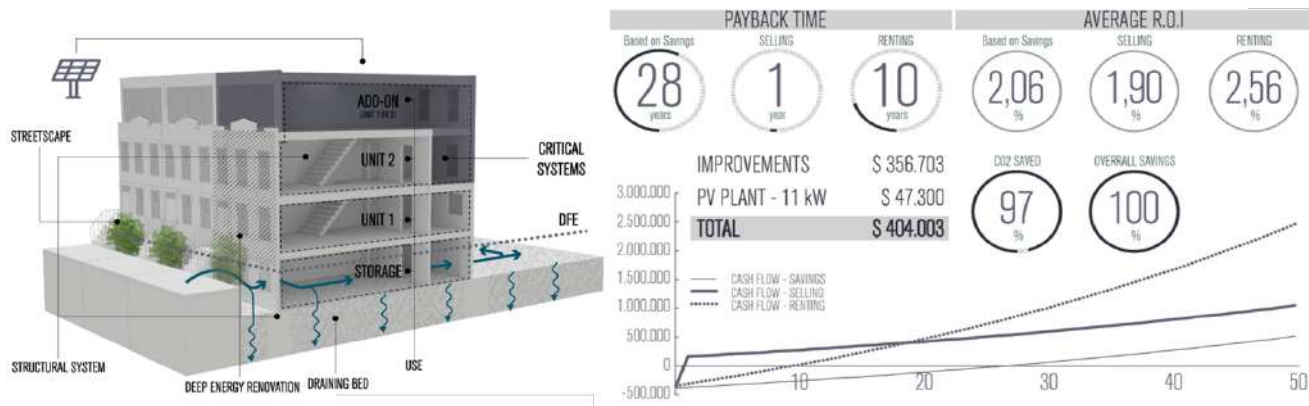 STREETSCAPE
ADD-ON
UNIT 2
CRITICAL
SYSTEMS
UNIT 1
DFE
STORAGE
STRUCTURAL SYSTEM
DEEP ENERGY RENOVATION
DRAINING BED
USE
PAYBACK TIME
Based on Savings
SELLING
RENTING
28
years
1
year
10
years
AVERAGE R.O.I
Based on Savings
SELLING
RENTING
2,06
%
1,90
%
2,56
%
IMPROVEMENTS $ 356.703
PV PLANT - 11 kW $ 47.300
TOTAL $ 404.003
CO2 SAVED
97
%
OVERRALL SAVINGS
100
%
3.000.000
2.500.000
2.000.000
1.500.000
1.000.000
500.000
0
-500.000
CASH FLOW - SAVINGS
CASH FLOW - SELLING
CASH FLOW - RENTING
10
20
30
40
50